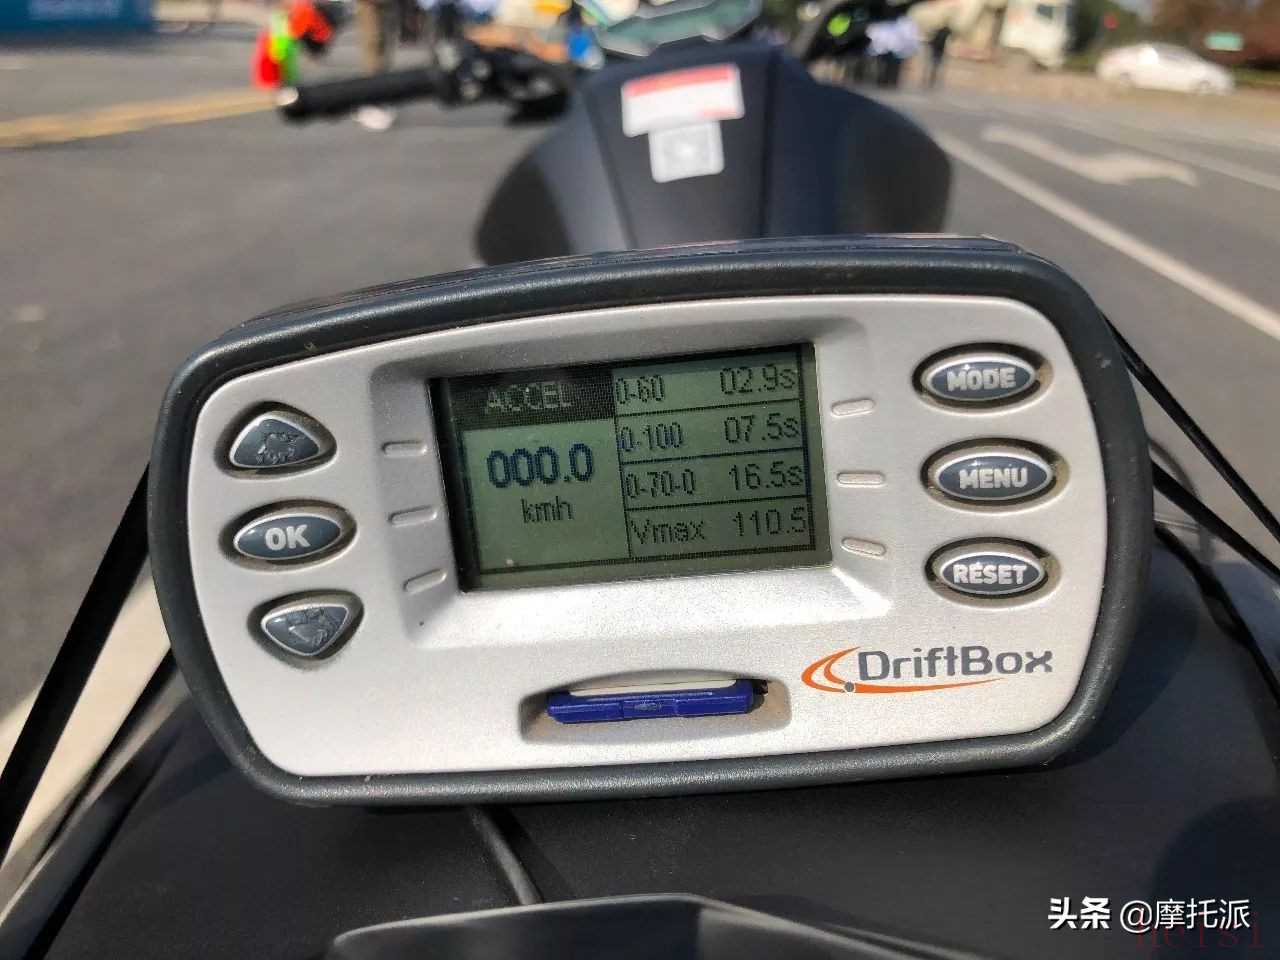 ACCEL
000.0
kmh
0-60 02.9s
0-100 07.5s
0-70-0 16.5s
Vmax 110.5
OK
MODE
MENU
RESET
DriftBox
头条 @摩托派